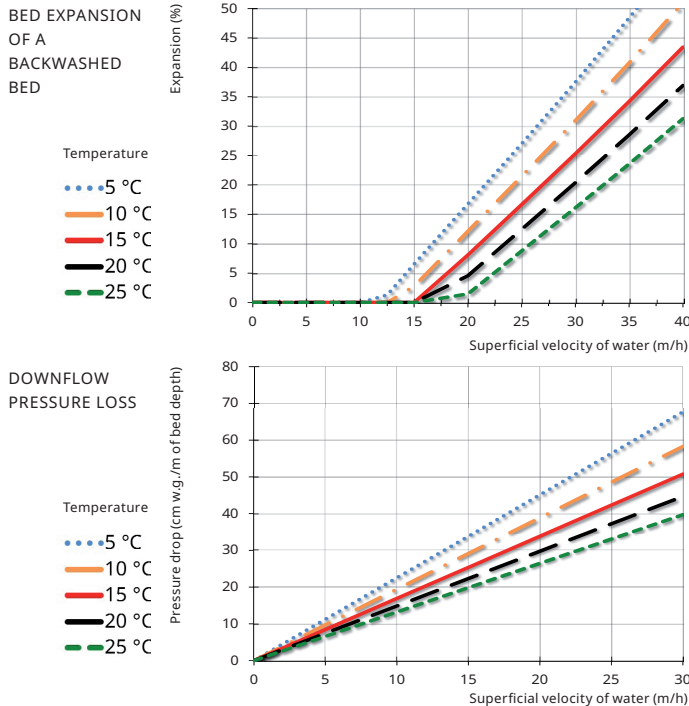 BED EXPANSION
OF A
BACKWASHED
BED
Expansion (%)
50
45
40
35
30
25
20
15
10
5
0
0 5 10 15 20 25 30 35 40
Superficial velocity of water (m/h)
Temperature
5 °C
10 °C
15 °C
20 °C
25 °C
DOWNFLOW
PRESSURE LOSS
Pressure drop (cm w.g./m of bed depth)
80
70
60
50
40
30
20
10
0
0 5 10 15 20 25 30
Superficial velocity of water (m/h)
Temperature
5 °C
10 °C
15 °C
20 °C
25 °C